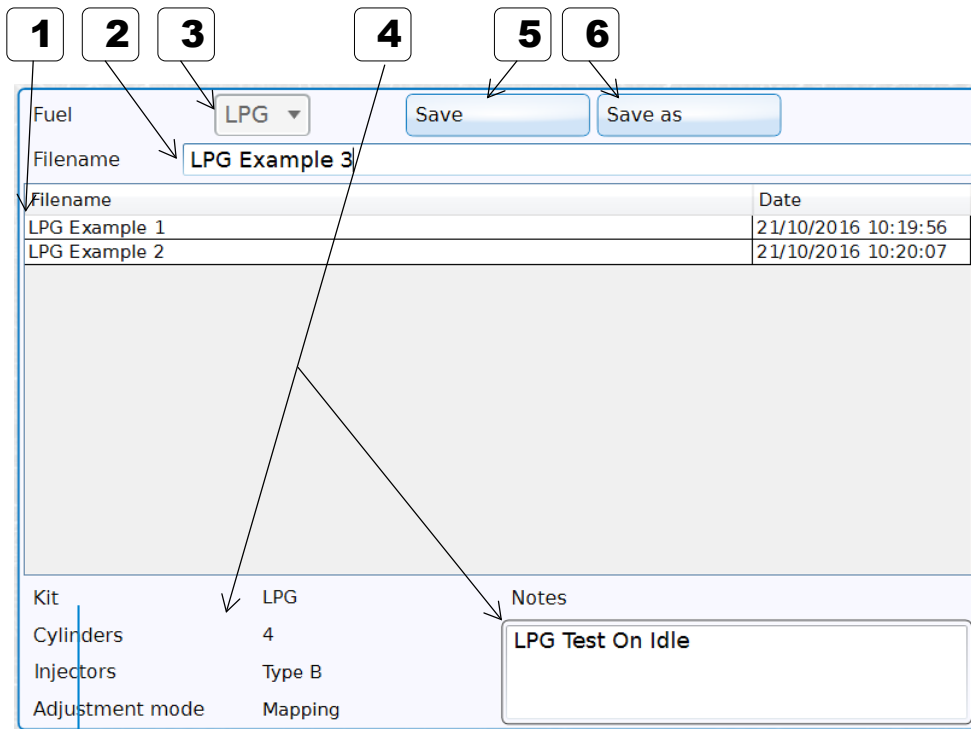 1 2 3 4 5 6
Fuel LPG Save Save as
Filename LPG Example 3
Filename Date
LPG Example 1 21/10/2016 10:19:56
LPG Example 2 21/10/2016 10:20:07
Kit LPG Notes
Cylinders 4 LPG Test On Idle
Injectors Type B
Adjustment mode Mapping